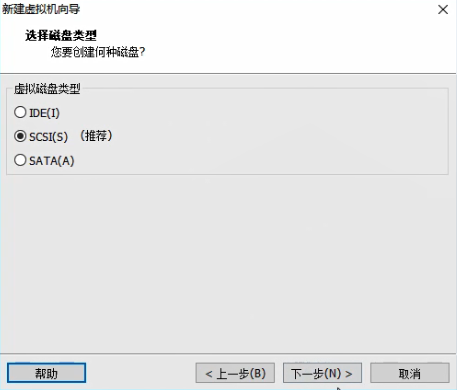 新建虚拟机向导
选择磁盘类型
您要创建何种磁盘?
虚拟磁盘类型
IDE(I)
SCSI(S) （推荐）
SATA(A)
帮助 < 上一步(B) 下一步(N) > 取消